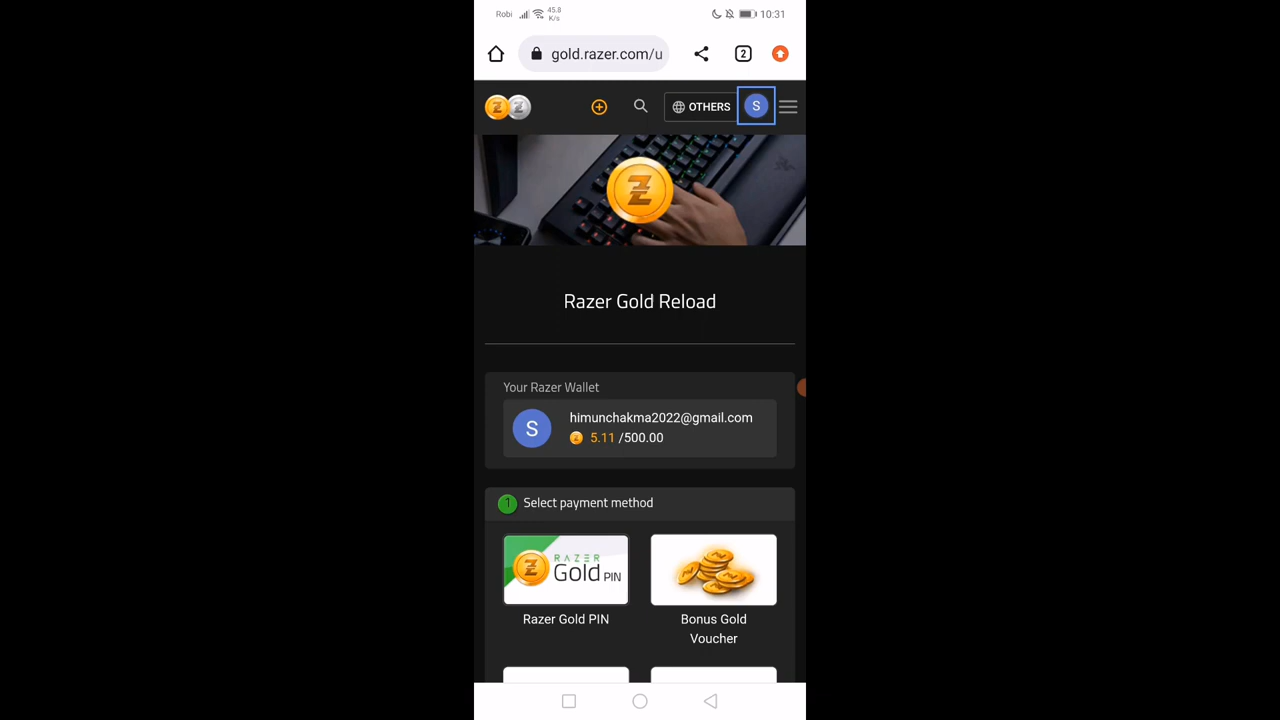 Robi 45.8 K/s 10:31
gold.razer.com/u 2
OTHERS S
Razer Gold Reload
Your Razer Wallet
S himunchakma2022@gmail.com
5.11 /500.00
1 Select payment method
RAZER
Gold PIN
Razer Gold PIN
Bonus Gold
Voucher